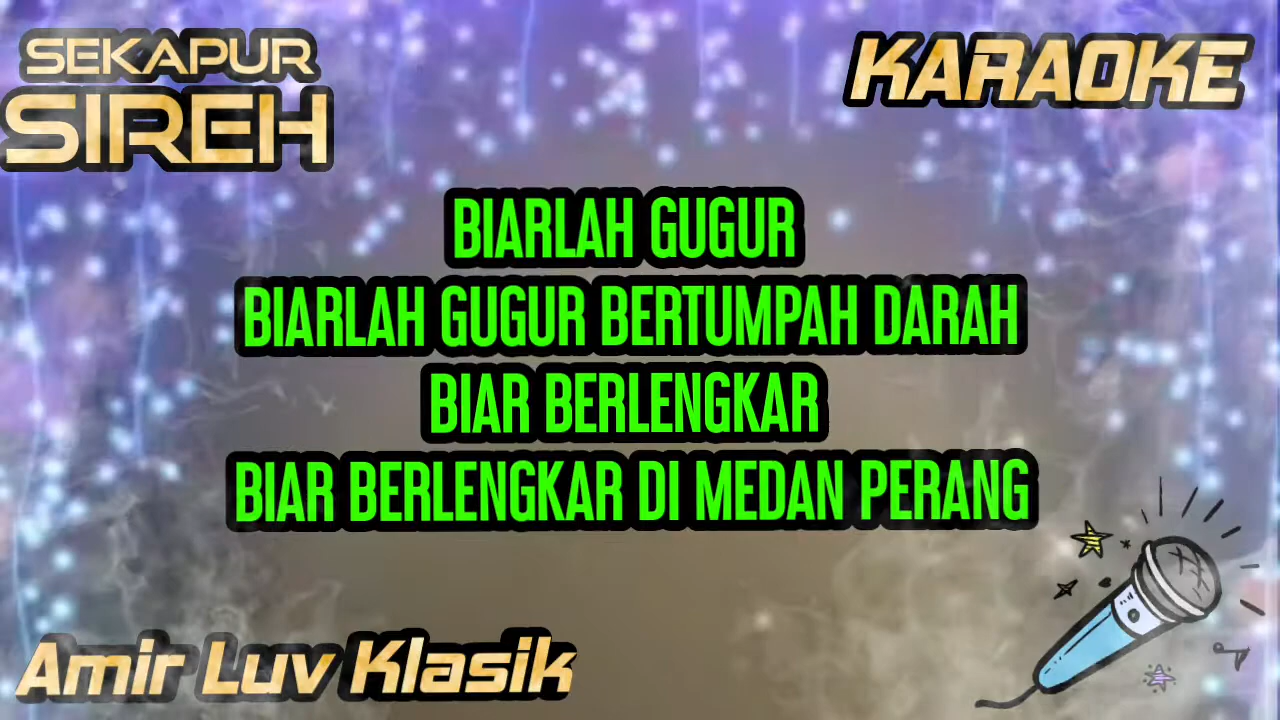 SEKAPUR
SIREH
KARAOKE
BIARLAH GUGUR
BIARLAH GUGUR BERTUMPAH DARAH
BIAR BERLENGKAR
BIAR BERLENGKAR DI MEDAN PERANG
Amir Luv Klasik